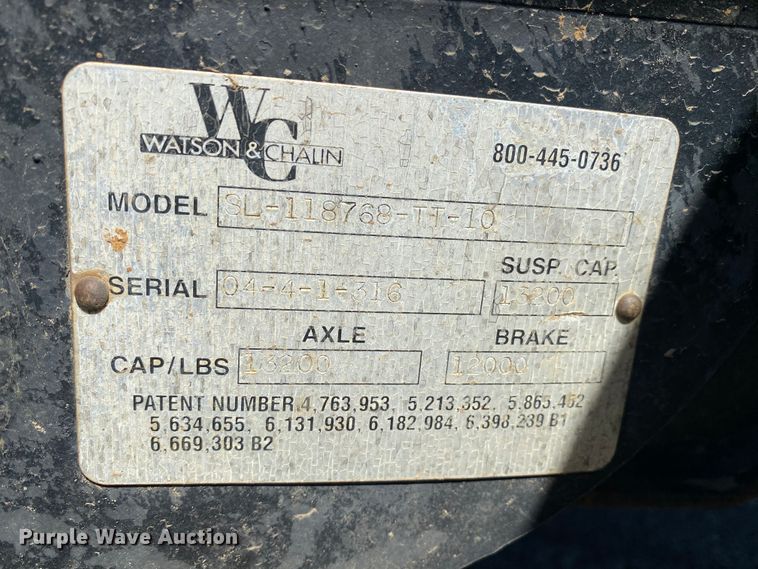 WC
WATSON & CHALIN
800-445-0736
MODEL SL-118768-TT-10
SUSP. CAP.
SERIAL 04-4-1-316 13200
AXLE BRAKE
CAP/LBS 13200 12000
PATENT NUMBER 4,763,953, 5,213,352, 5,865,452
5,634,655, 6,131,930, 6,182,984, 6,398,239 B1
6,669,303 B2
Purple Wave Auction